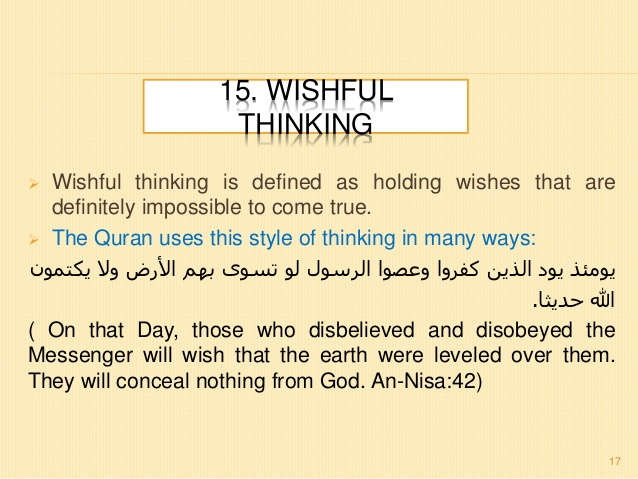 15. WISHFUL
THINKING
Wishful thinking is defined as holding wishes that are
definitely impossible to come true.
The Quran uses this style of thinking in many ways:
يومئذ يود الذين كفروا وعصوا الرسول لو تسوى بهم الأرض ولا يكتمون
الله حديثا.
( On that Day, those who disbelieved and disobeyed the
Messenger will wish that the earth were leveled over them.
They will conceal nothing from God. An-Nisa:42)
17